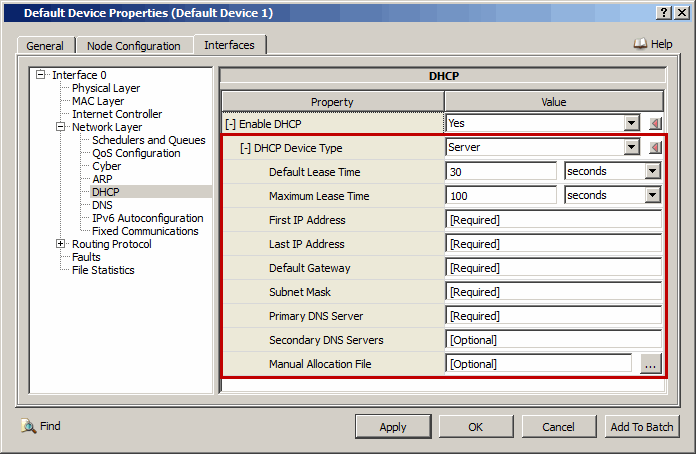 Default Device Properties (Default Device 1)
General
Node Configuration
Interfaces
Help
Interface 0
Physical Layer
MAC Layer
Internet Controller
Network Layer
Schedulers and Queues
QoS Configuration
Cyber
ARP
DHCP
DNS
IPv6 Autoconfiguration
Fixed Communications
Routing Protocol
Faults
File Statistics
DHCP
Property Value
[-] Enable DHCP Yes
[-] DHCP Device Type Server
Default Lease Time 30 seconds
Maximum Lease Time 100 seconds
First IP Address [Required]
Last IP Address [Required]
Default Gateway [Required]
Subnet Mask [Required]
Primary DNS Server [Required]
Secondary DNS Servers [Optional]
Manual Allocation File [Optional] ...
Find
Apply
OK
Cancel
Add To Batch